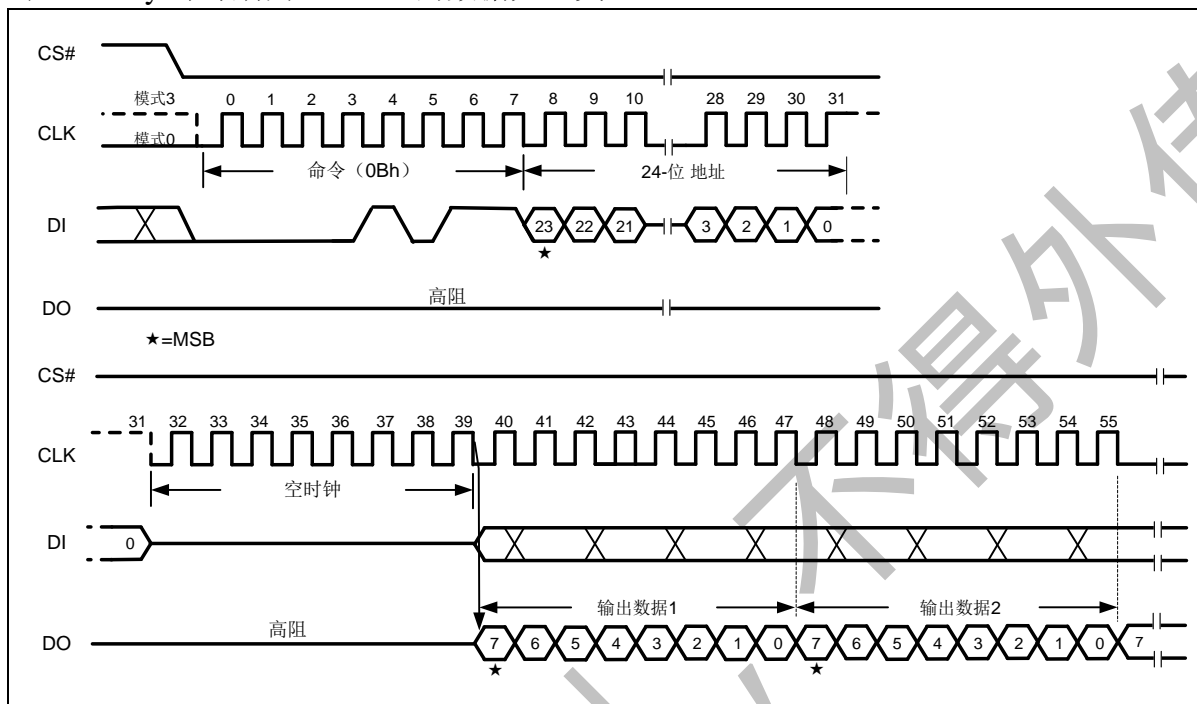 CS#
模式3
0 1 2 3 4 5 6 7 8 9 10 28 29 30 31
CLK
模式0
命令（0Bh）
24-位 地址
DI
23 22 21 3 2 1 0
★
高阻
DO
★=MSB
CS#
31 32 33 34 35 36 37 38 39 40 41 42 43 44 45 46 47 48 49 50 51 52 53 54 55
CLK
空时钟
DI
0
输出数据1
输出数据2
高阻
DO
7 6 5 4 3 2 1 0 7 6 5 4 3 2 1 0 7
★ ★
不得外传